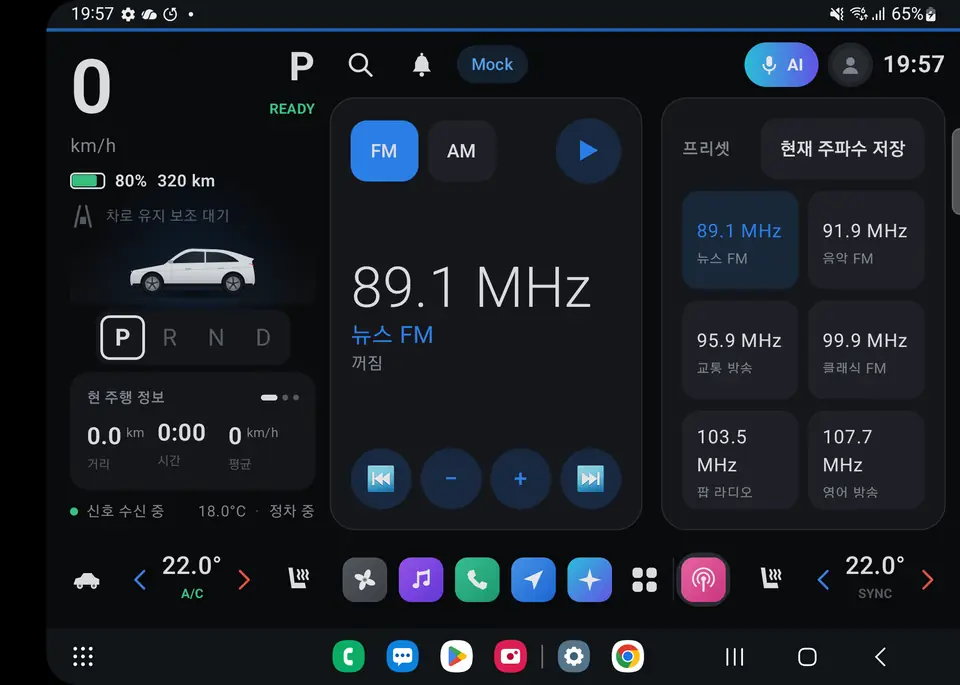 19:57
65%
0
P
READY
km/h
80% 320 km
차로 유지 보조 대기
P R N D
현 주행 정보
0.0 km 0:00 0 km/h
거리 시간 평균
신호 수신 중 18.0°C · 정차 중
Mock
AI
19:57
FM AM
89.1 MHz
뉴스 FM
꺼짐
− +
프리셋 현재 주파수 저장
89.1 MHz
뉴스 FM
91.9 MHz
음악 FM
95.9 MHz
교통 방송
99.9 MHz
클래식 FM
103.5
MHz
팝 라디오
107.7
MHz
영어 방송
22.0°
A/C
22.0°
SYNC